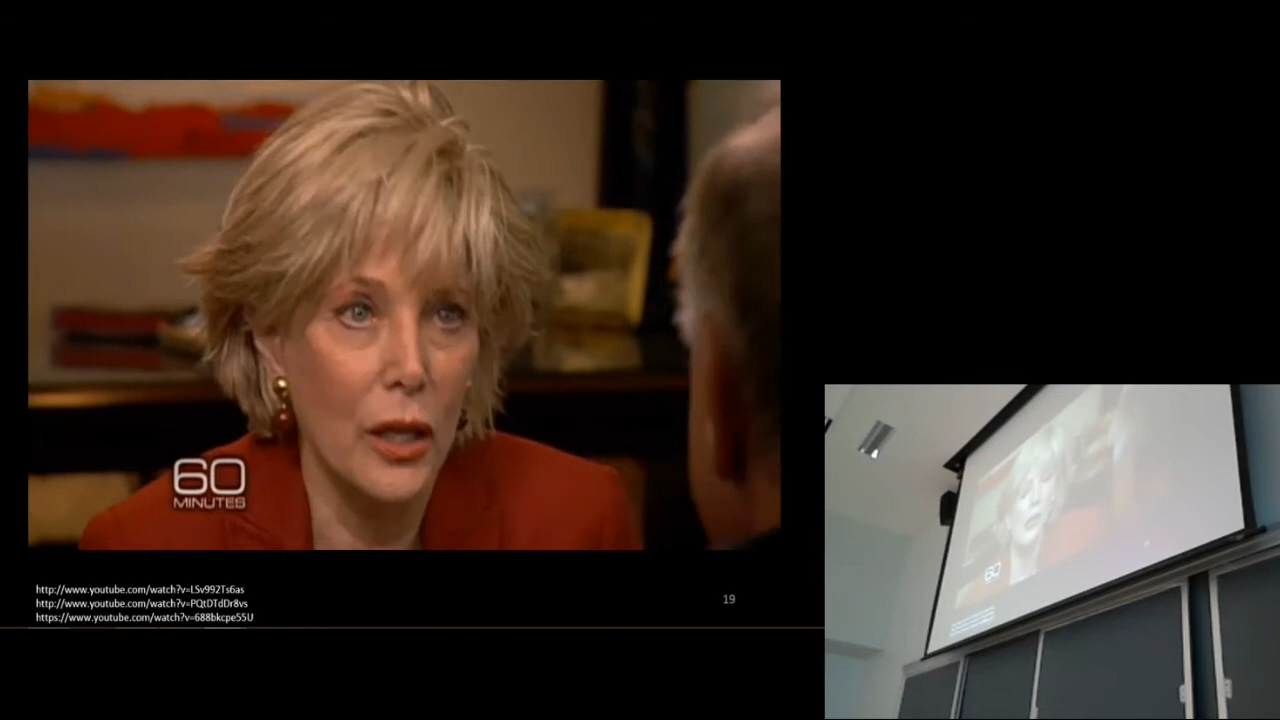 60
MINUTES
http://www.youtube.com/watch?v=LSv992Ts6as
http://www.youtube.com/watch?v=PQtDTdDr8vs
https://www.youtube.com/watch?v=688bkcpe55U
19
60